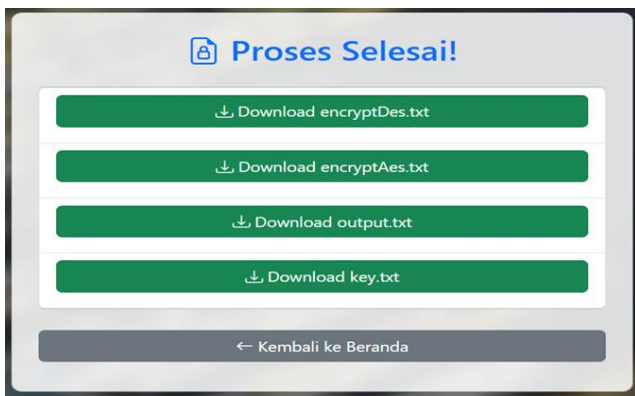 Proses Selesai!
Download encryptDes.txt
Download encryptAes.txt
Download output.txt
Download key.txt
← Kembali ke Beranda